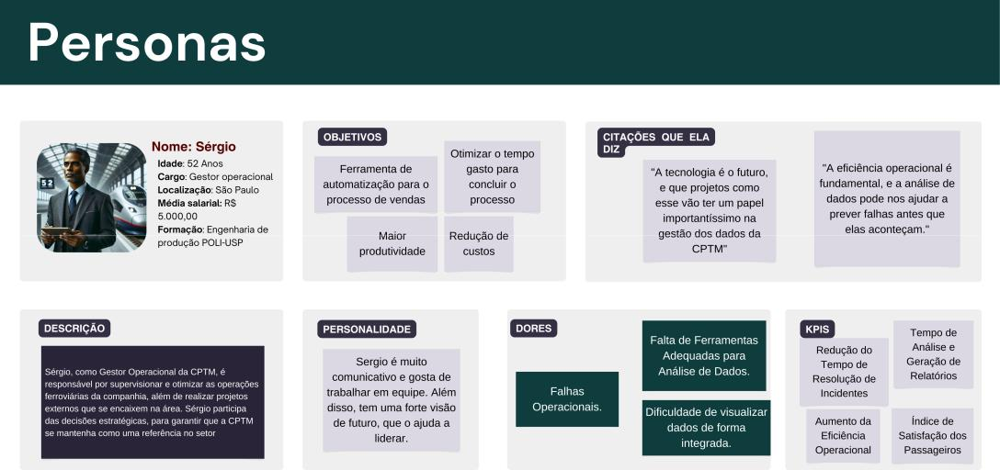 Personas
Nome: Sérgio
Idade: 52 Anos
Cargo: Gestor operacional
Localização: São Paulo
Média salarial: R$
5.000,00
Formação: Engenharia de
produção POLI-USP
52
OBJETIVOS
Ferramenta de
automatização para o
processo de vendas
Otimizar o tempo
gasto para
concluir o
processo
Maior
produtividade
Redução de
custos
CITAÇÕES QUE ELA
DIZ
"A tecnologia é o futuro,
e que projetos como
esse vão ter um papel
importantíssimo na
gestão dos dados da
CPTM"
"A eficiência operacional é
fundamental, e a análise de
dados pode nos ajudar a
prever falhas antes que
elas aconteçam."
DESCRIÇÃO
Sérgio, como Gestor Operacional da CPTM, é
responsável por supervisionar e otimizar as operações
ferroviárias da companhia, além de realizar projetos
externos que se encaixem na área. Sérgio participa
das decisões estratégicas, para garantir que a CPTM
se mantenha como uma referência no setor
PERSONALIDADE
Sergio é muito
comunicativo e gosta de
trabalhar em equipe. Além
disso, tem uma forte visão
de futuro, que o ajuda a
liderar.
DORES
Falhas
Operacionais.
Falta de Ferramentas
Adequadas para
Análise de Dados.
Dificuldade de visualizar
dados de forma
integrada.
KPIS
Redução do
Tempo de
Resolução de
Incidentes
Tempo de
Análise e
Geração de
Relatórios
Aumento da
Eficiência
Operacional
Índice de
Satisfação dos
Passageiros